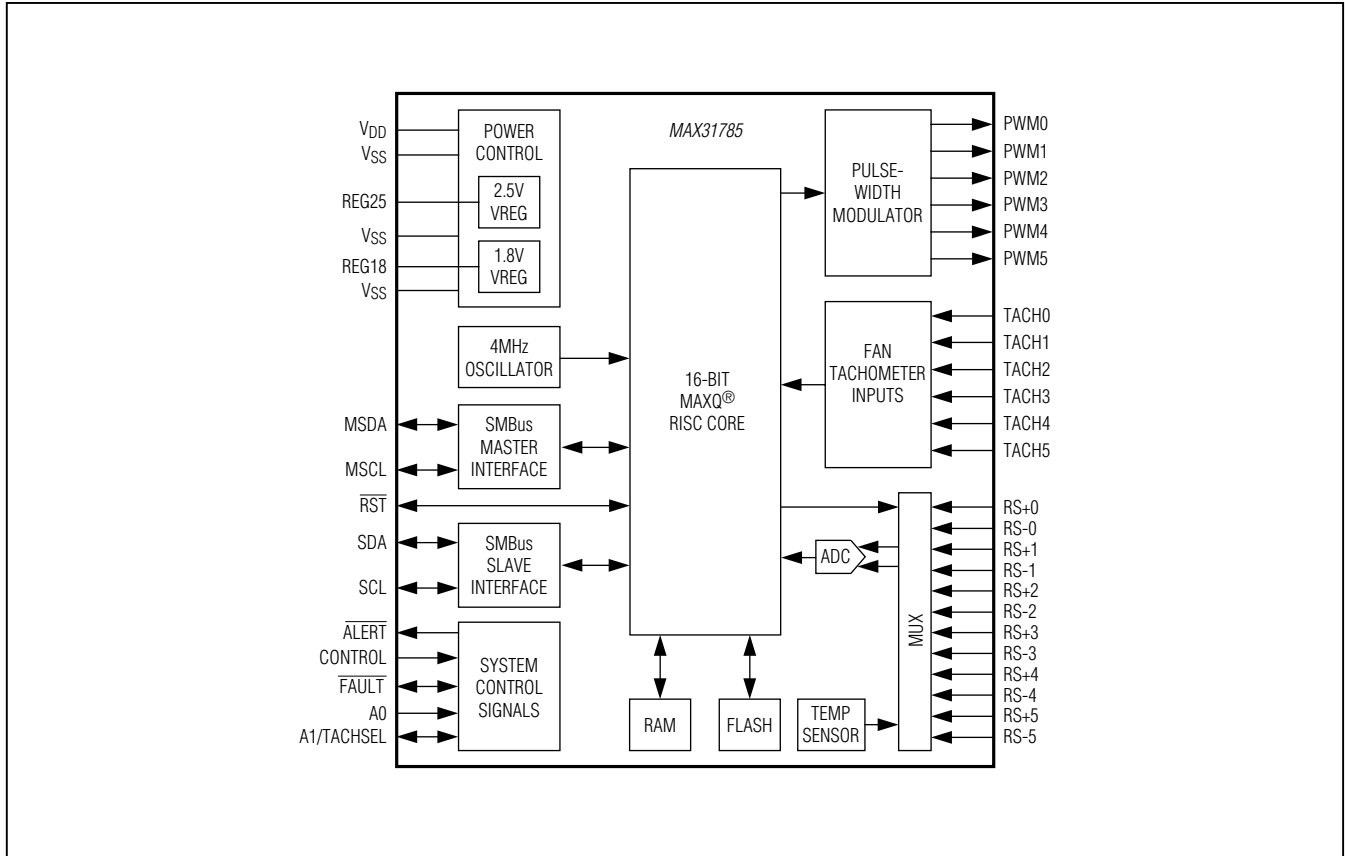 MAX31785
VDD
VSS
REG25
VSS
REG18
VSS
POWER
CONTROL
2.5V
VREG
1.8V
VREG
4MHz
OSCILLATOR
MSDA
MSCL
SMBus
MASTER
INTERFACE
RST
SDA
SCL
SMBus
SLAVE
INTERFACE
ALERT
CONTROL
FAULT
A0
A1/TACHSEL
SYSTEM
CONTROL
SIGNALS
16-BIT
MAXQ®
RISC CORE
RAM
FLASH
PULSE-
WIDTH
MODULATOR
PWM0
PWM1
PWM2
PWM3
PWM4
PWM5
FAN
TACHOMETER
INPUTS
TACH0
TACH1
TACH2
TACH3
TACH4
TACH5
ADC
MUX
TEMP
SENSOR
RS+0
RS-0
RS+1
RS-1
RS+2
RS-2
RS+3
RS-3
RS+4
RS-4
RS+5
RS-5